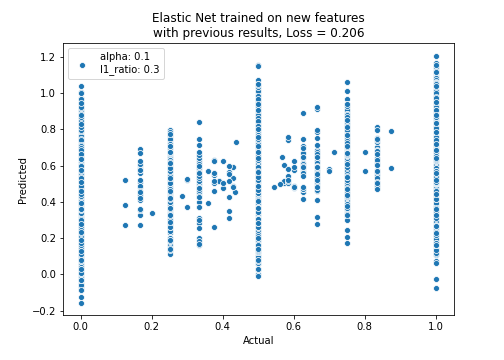 Elastic Net trained on new features
with previous results, Loss = 0.206
alpha: 0.1
l1_ratio: 0.3
Predicted
1.2
1.0
0.8
0.6
0.4
0.2
0.0
−0.2
0.0 0.2 0.4 0.6 0.8 1.0
Actual